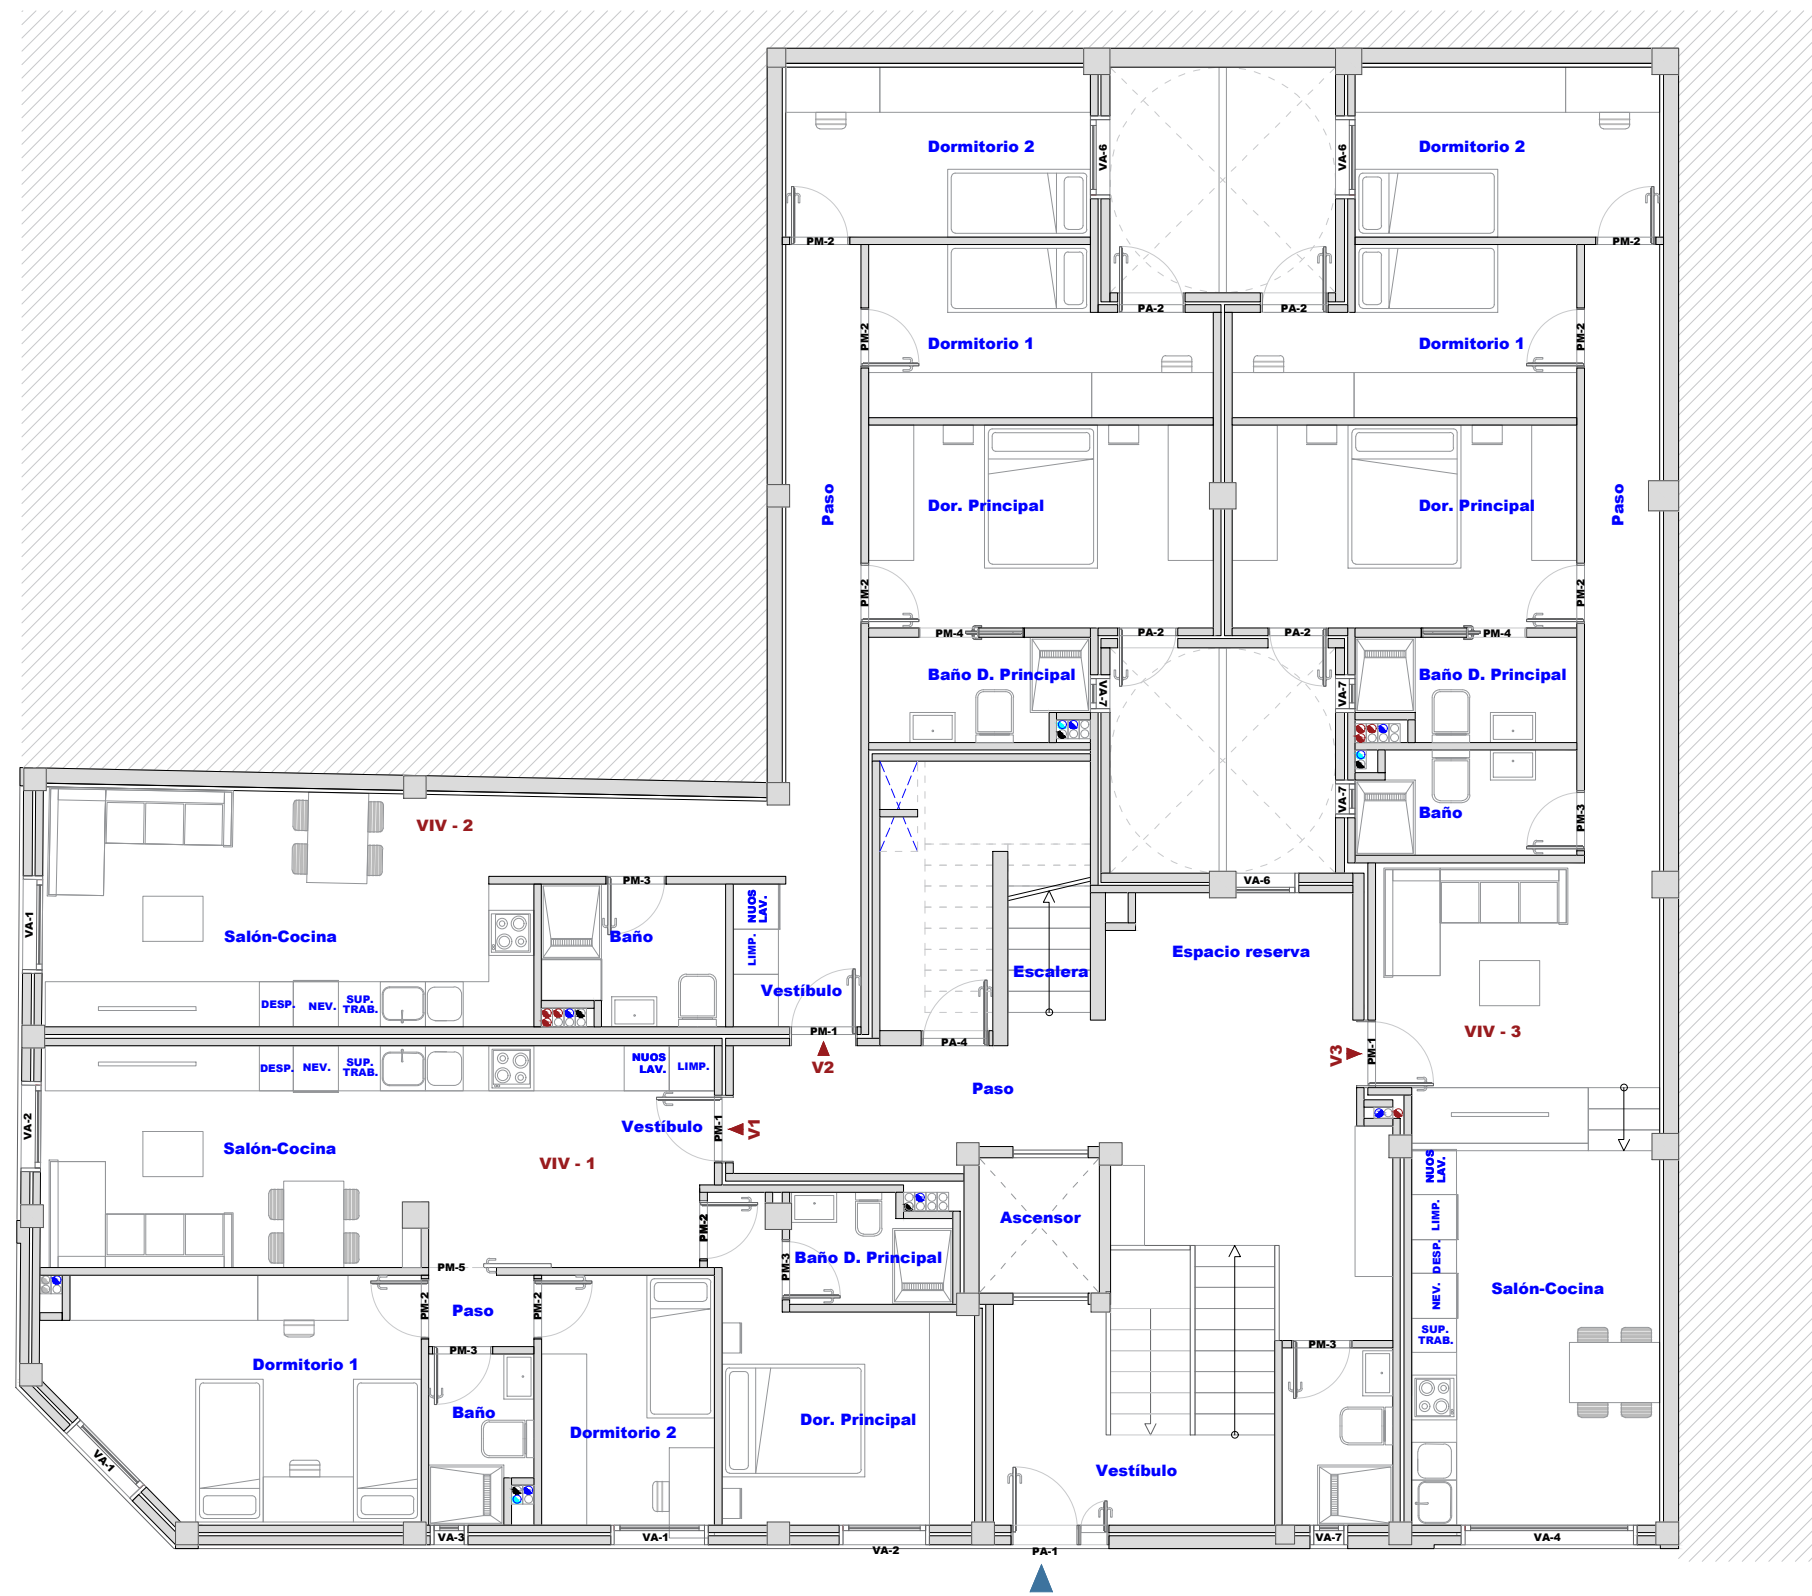 Dormitorio 2
VA-6
VA-6
Dormitorio 2
PM-2
PM-2
PA-2
PA-2
PM-2
Dormitorio 1
Dormitorio 1
PM-2
Paso
Dor. Principal
Dor. Principal
Paso
PM-2
PM-2
PM-4
PA-2
PA-2
PM-4
Baño D. Principal
VA-7
VA-7
Baño D. Principal
VA-7
Baño
PM-3
VIV - 2
PM-3
VA-6
VA-1
Salón-Cocina
Baño
NUOS
LAV.
LIMP.
Espacio reserva
Escalera
Vestíbulo
DESP.
NEV.
SUP.
TRAB.
PM-1
V2
PA-4
VIV - 3
V3
PM-1
DESP.
NEV.
SUP.
TRAB.
NUOS
LAV.
LIMP.
Paso
VA-2
Salón-Cocina
Vestíbulo
PM-1
V1
VIV - 1
NUOS
LAV.
LIMP.
DESP.
NEV.
SUP.
TRAB.
Salón-Cocina
PM-2
Ascensor
Baño D. Principal
PM-3
PM-5
PM-2
Paso
PM-2
PM-3
PM-3
Dormitorio 1
Baño
Dormitorio 2
Dor. Principal
Vestíbulo
VA-1
VA-3
VA-1
VA-2
PA-1
VA-7
VA-4